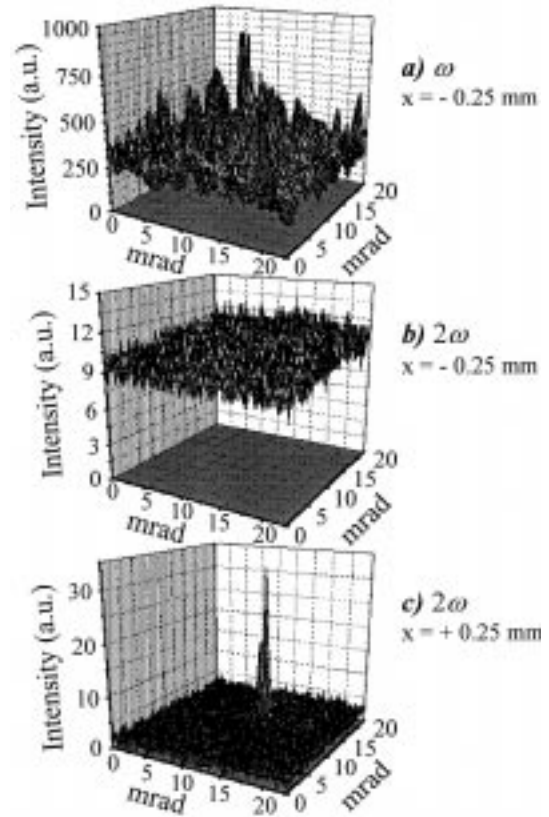 1000
750
500
250
0
Intensity (a.u.)
0 5 10 15 20
mrad
0 5 10 15 20
mrad
a) ω
x = - 0.25 mm
15
12
9
6
3
0
Intensity (a.u.)
0 5 10 15 20
mrad
0 5 10 15 20
mrad
b) 2ω
x = - 0.25 mm
30
20
10
0
Intensity (a.u.)
0 5 10 15 20
mrad
0 5 10 15 20
mrad
c) 2ω
x = + 0.25 mm